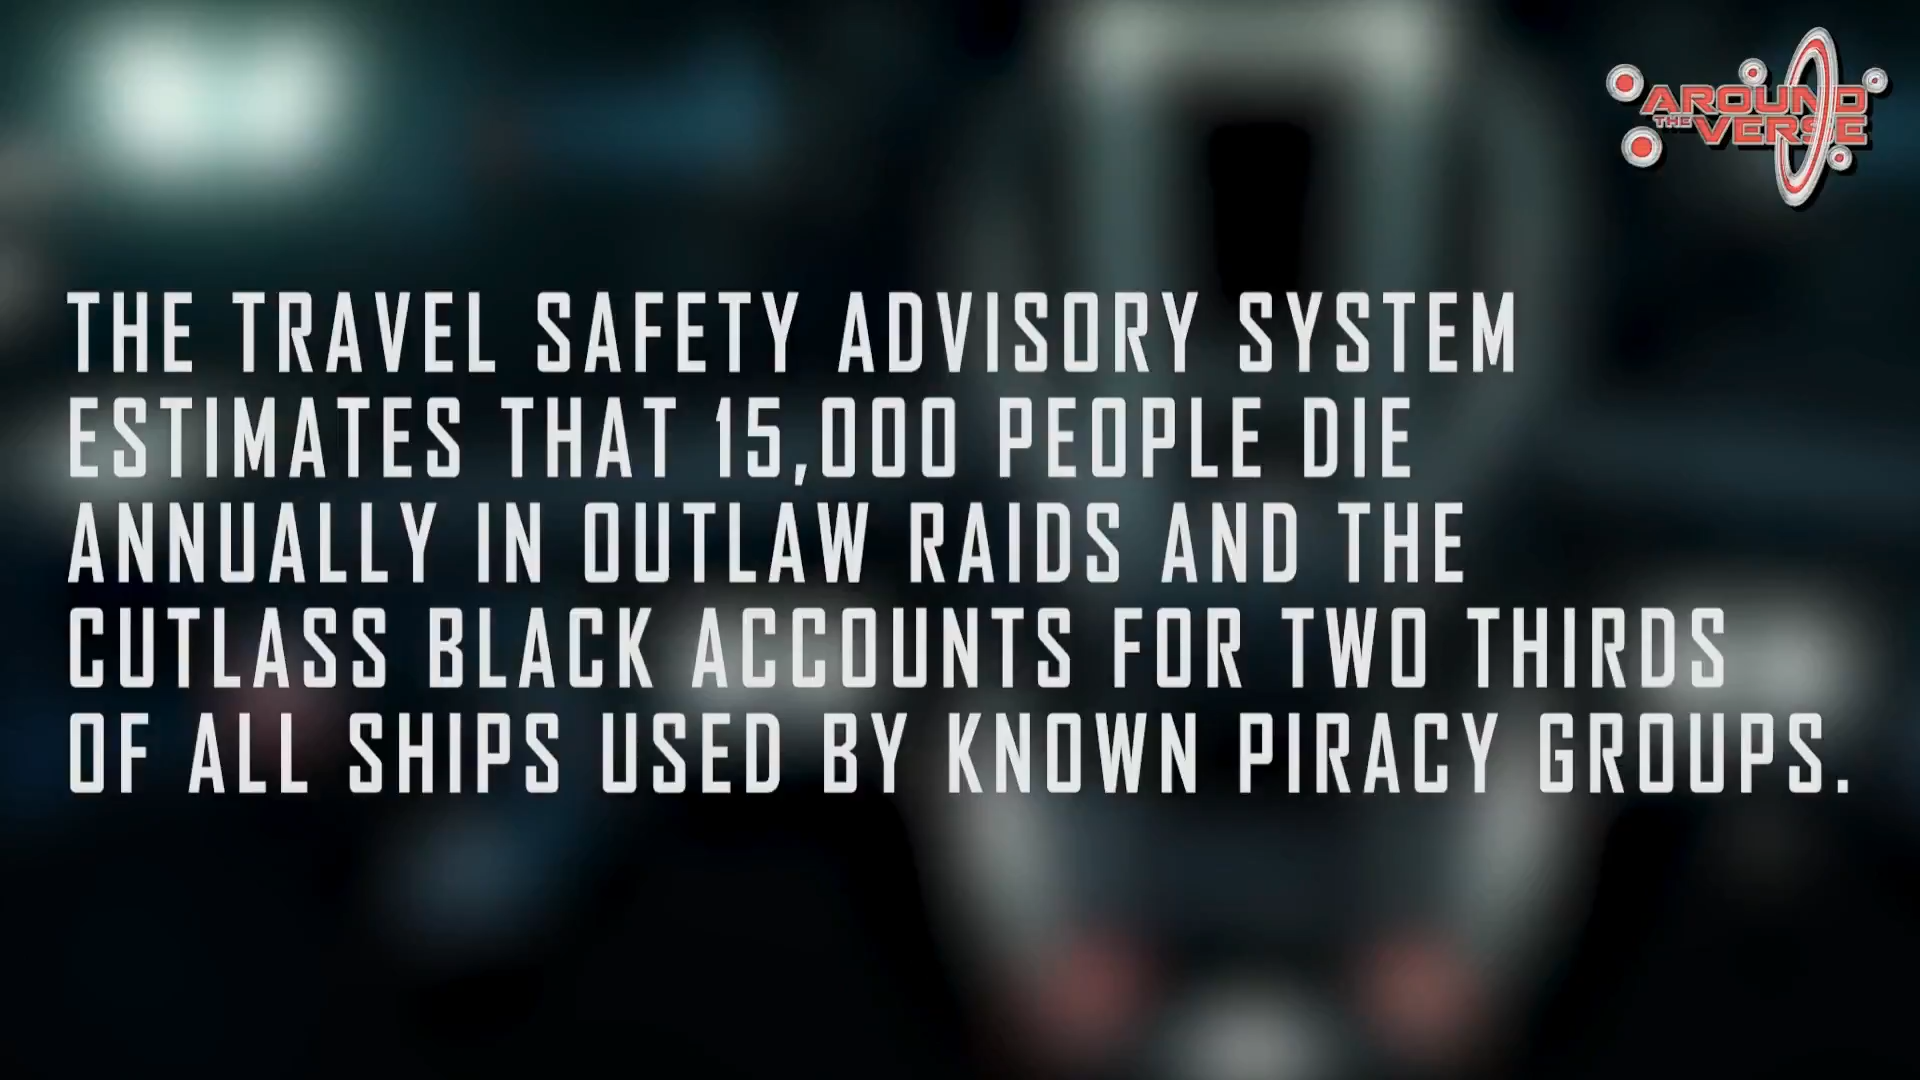 AROUND
THE VERSE
THE TRAVEL SAFETY ADVISORY SYSTEM
ESTIMATES THAT 15,000 PEOPLE DIE
ANNUALLY IN OUTLAW RAIDS AND THE
CUTLASS BLACK ACCOUNTS FOR TWO THIRDS
OF ALL SHIPS USED BY KNOWN PIRACY GROUPS.